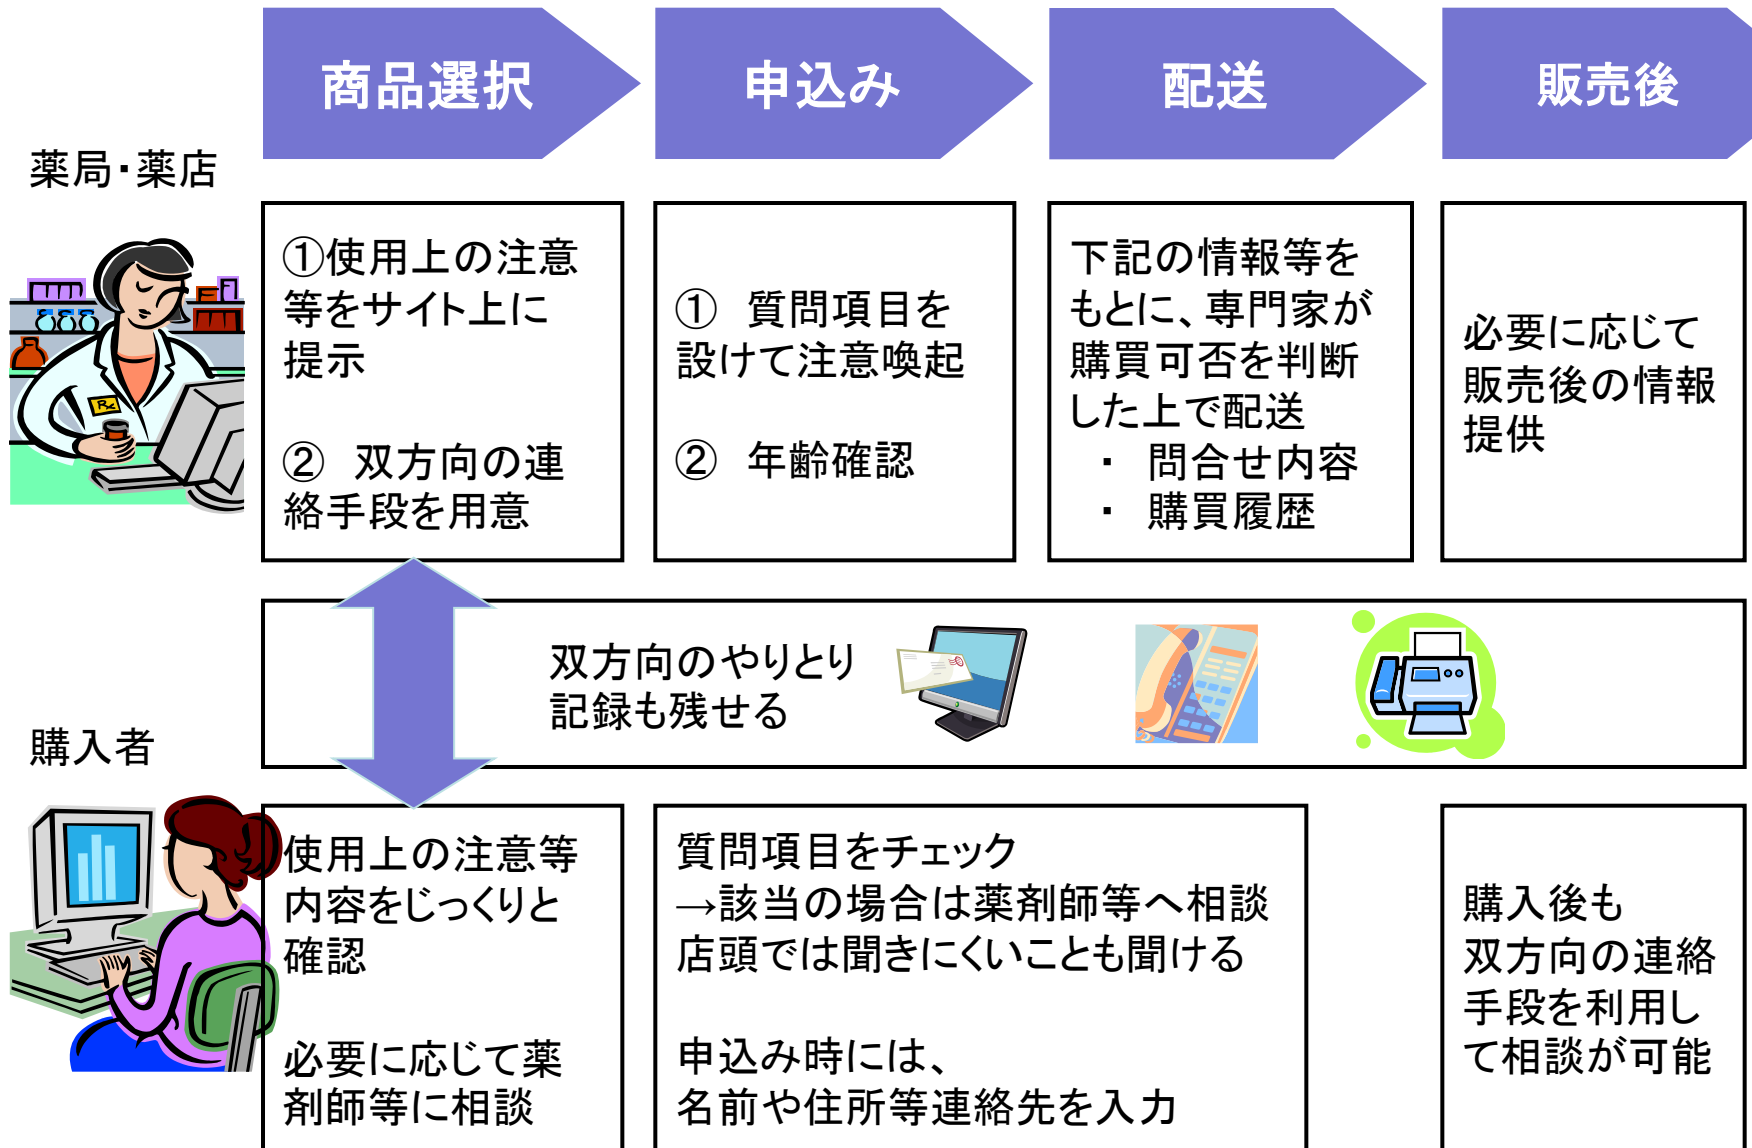 商品選択
申込み
配送
販売後
薬局・薬店
①使用上の注意
等をサイト上に
提示
②　双方向の連
絡手段を用意
①　質問項目を
設けて注意喚起
②　年齢確認
下記の情報等を
もとに、専門家が
購買可否を判断
した上で配送
・　問合せ内容
・　購買履歴
必要に応じて
販売後の情報
提供
双方向のやりとり
記録も残せる
購入者
使用上の注意等
内容をじっくりと
確認
必要に応じて薬
剤師等に相談
質問項目をチェック
→該当の場合は薬剤師等へ相談
店頭では聞きにくいことも聞ける
申込み時には、
名前や住所等連絡先を入力
購入後も
双方向の連絡
手段を利用し
て相談が可能